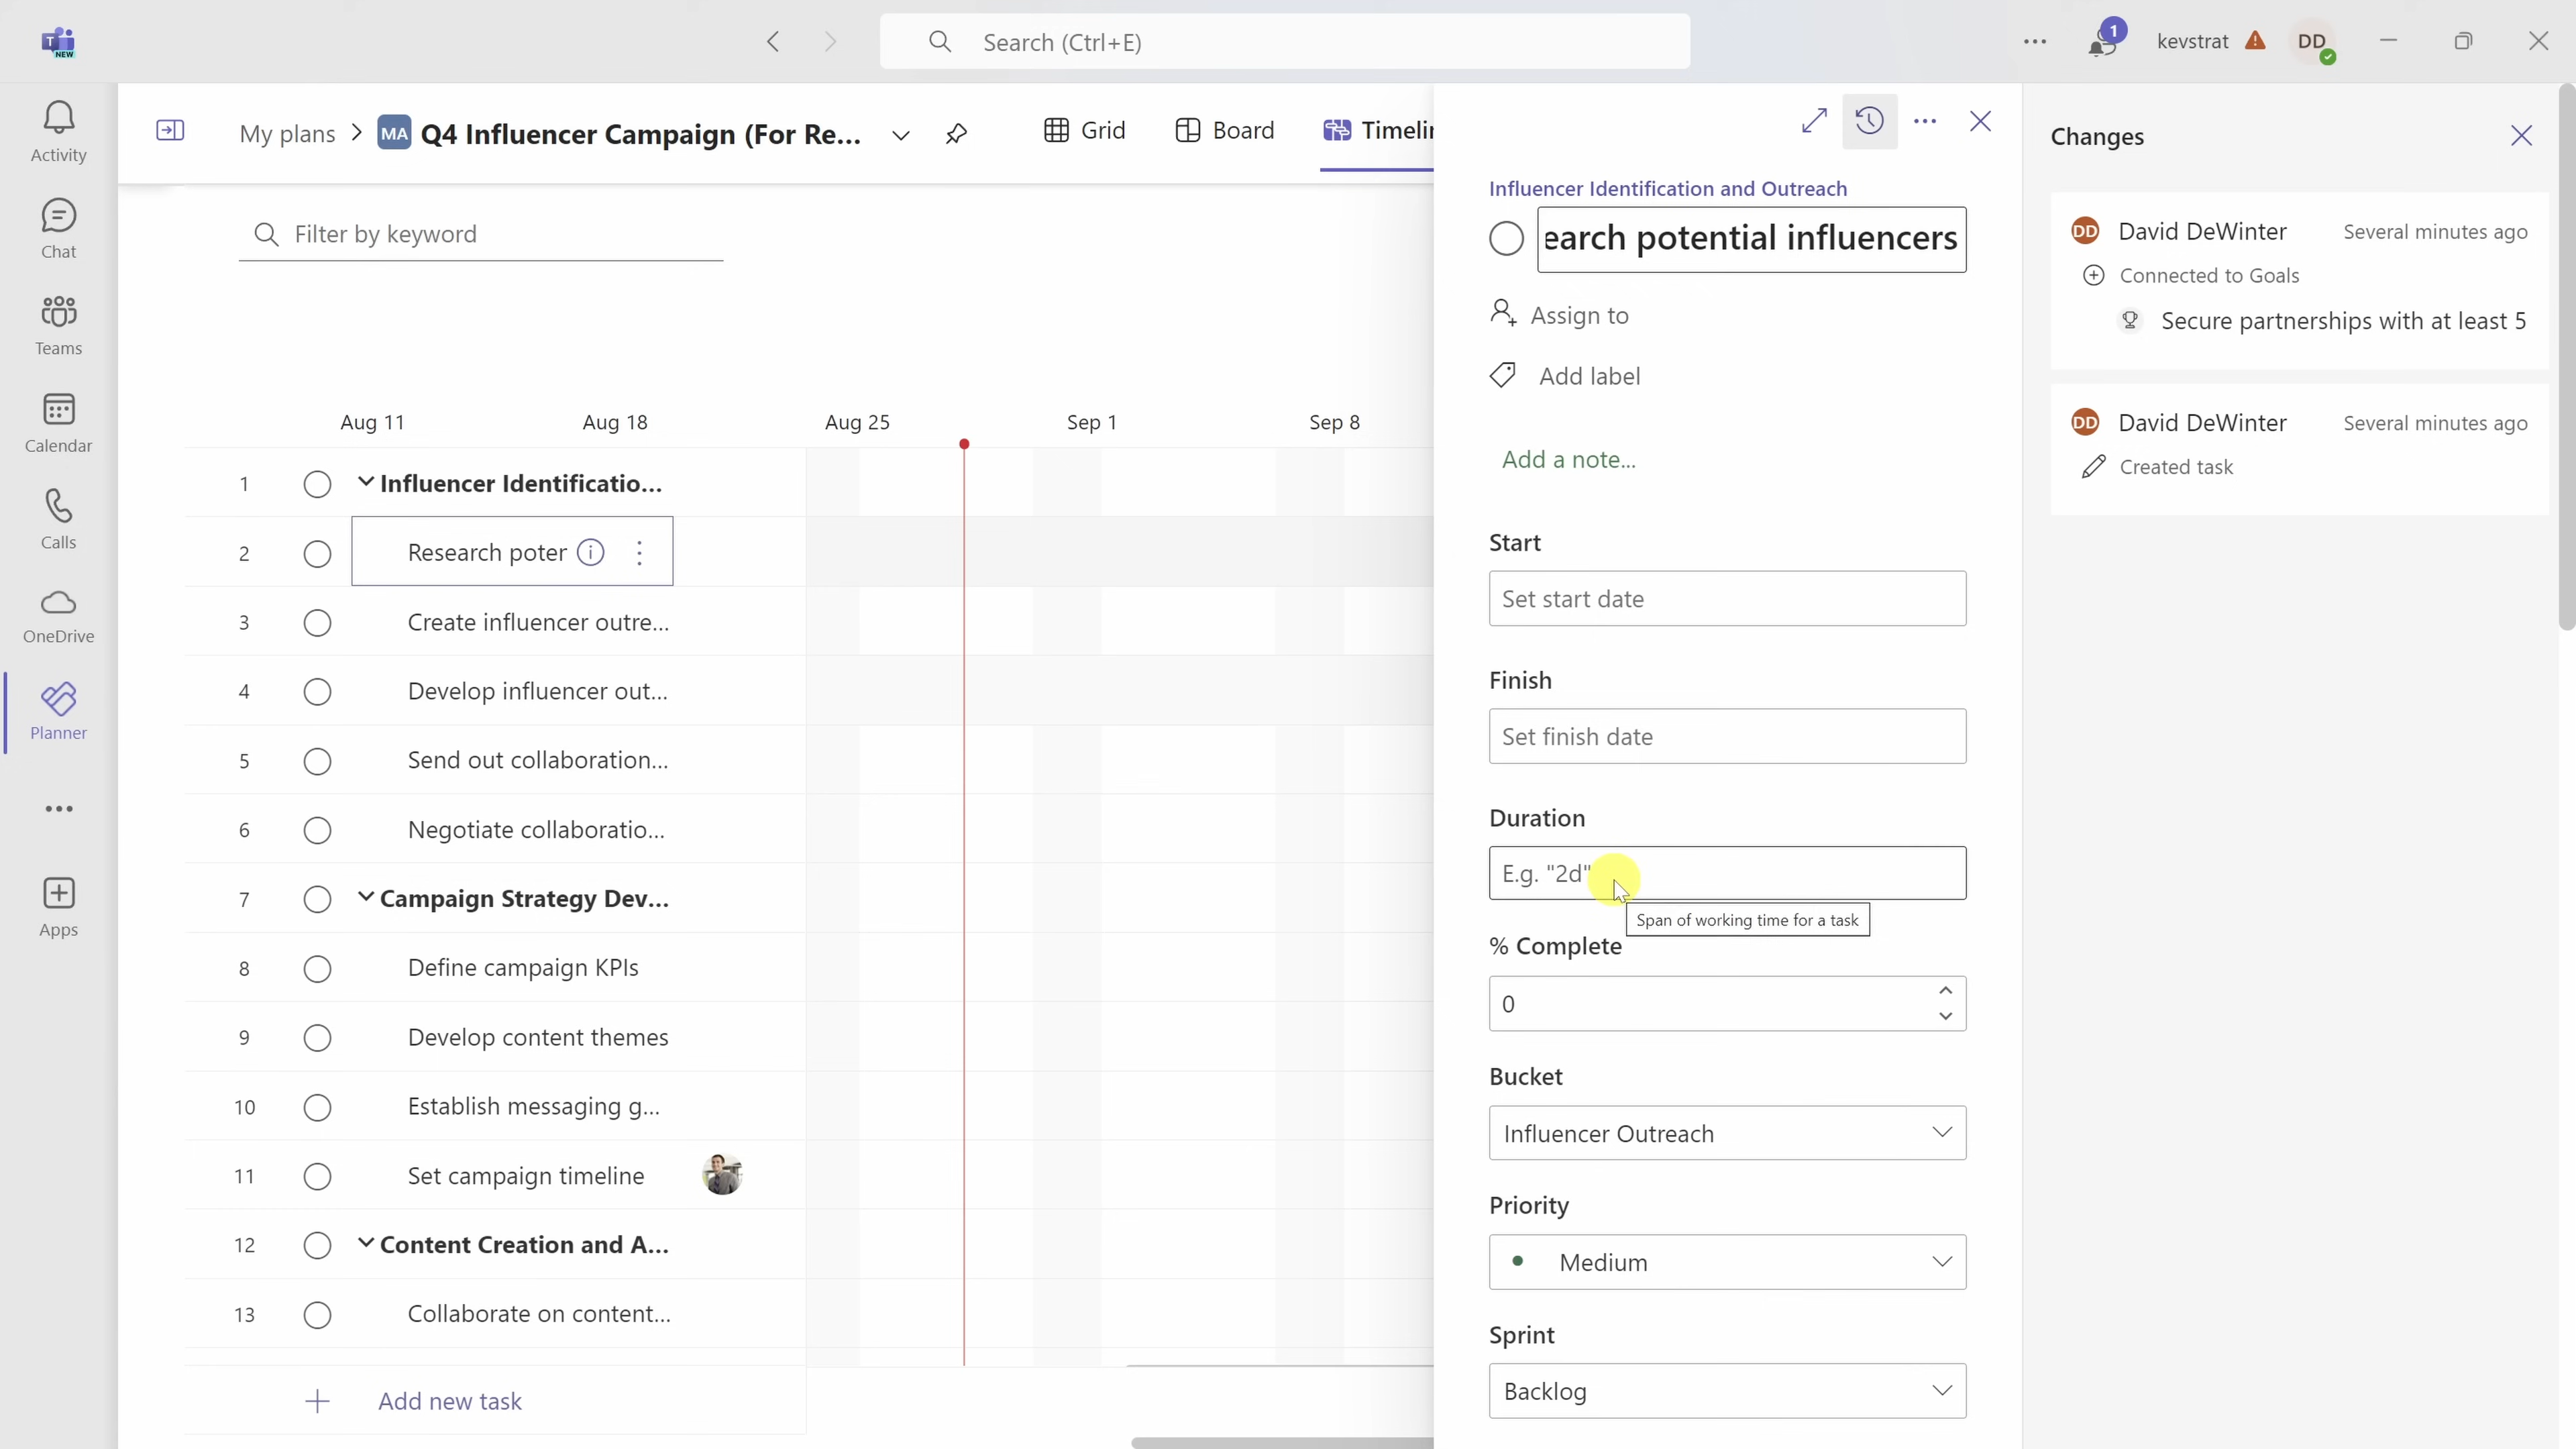 T
NEW
Search (Ctrl+E)
1
kevstrat
DD
Activity
Chat
Teams
Calendar
Calls
OneDrive
Planner
Apps
My plans
MA
Q4 Influencer Campaign (For Re...
Grid
Board
Timelin
Filter by keyword
Aug 11
Aug 18
Aug 25
Sep 1
Sep 8
1 Influencer Identificatio...
2 Research poter
3 Create influencer outre...
4 Develop influencer out...
5 Send out collaboration...
6 Negotiate collaboratio...
7 Campaign Strategy Dev...
8 Define campaign KPIs
9 Develop content themes
10 Establish messaging g...
11 Set campaign timeline
12 Content Creation and A...
13 Collaborate on content...
Add new task
Influencer Identification and Outreach
earch potential influencers
Assign to
Add label
Add a note...
Start
Set start date
Finish
Set finish date
Duration
E.g. "2d"
Span of working time for a task
% Complete
0
Bucket
Influencer Outreach
Priority
Medium
Sprint
Backlog
Changes
DD David DeWinter Several minutes ago
Connected to Goals
Secure partnerships with at least 5
DD David DeWinter Several minutes ago
Created task